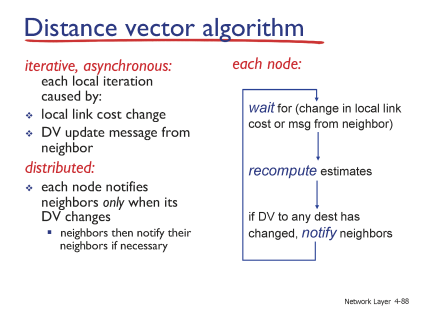 Distance vector algorithm
iterative, asynchronous:
each local iteration
caused by:
local link cost change
DV update message from
neighbor
distributed:
each node notifies
neighbors only when its
DV changes
neighbors then notify their
neighbors if necessary
each node:
wait for (change in local link
cost or msg from neighbor)
recompute estimates
if DV to any dest has
changed, notify neighbors
Network Layer 4-88